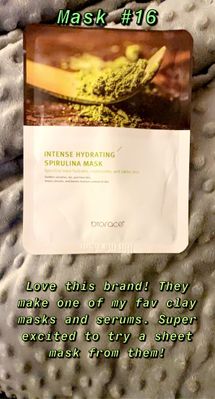 Mask #16
INTENSE HYDRATING
SPIRULINA MASK
biorace
Love this brand! They
make one of my fav clay
masks and serums. Super
excited to try a sheet
mask from them!